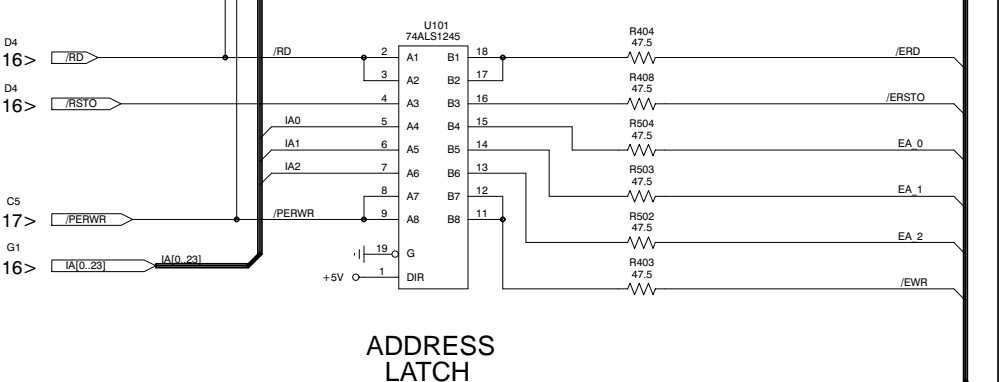 U101
74ALS1245
D4
16>
/RD
/RD
2
A1
B1
18
R404
47.5
/ERD
3
A2
B2
17
D4
16>
/RSTO
4
A3
B3
16
R408
47.5
/ERSTO
IA0
5
A4
B4
15
R504
47.5
EA_0
IA1
6
A5
B5
14
R503
47.5
EA_1
IA2
7
A6
B6
13
8
A7
B7
12
C5
17>
/PERWR
/PERWR
9
A8
B8
11
R502
47.5
EA_2
G1
16>
IA[0..23]
IA[0..23]
19
G
+5V
1
DIR
R403
47.5
/EWR
ADDRESS
LATCH